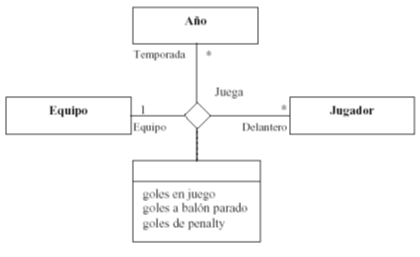 Año
Temporada *
Juega
Equipo 1 * Jugador
Equipo Delantero
goles en juego
goles a balón parado
goles de penalty